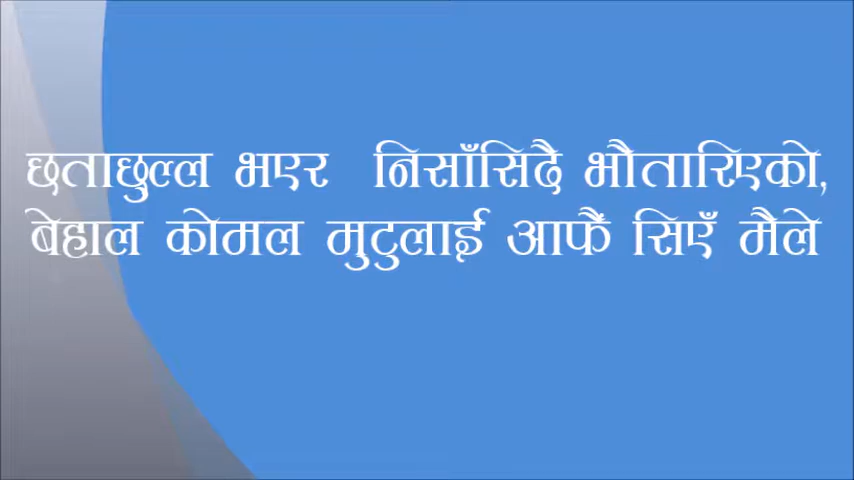 छताछुल्ल भएर निसाँसिदै भौतारिएको,
बेहाल कोमल मुटुलाई आफैँ सिएँ मैले